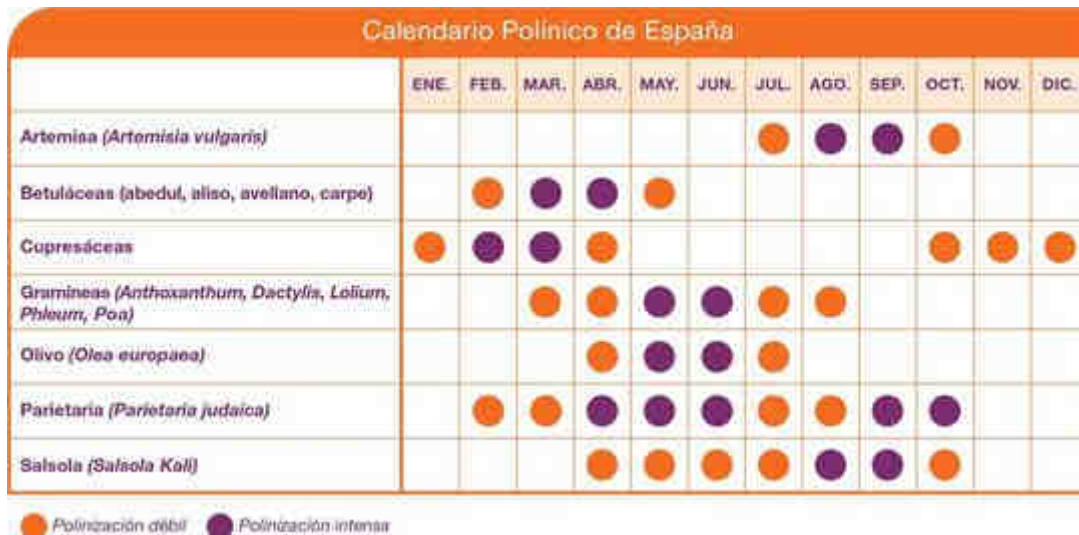 Calendario Polínico de España
ENE. FEB. MAR. ABR. MAY. JUN. JUL. AGO. SEP. OCT. NOV. DIC.
Artemisa (Artemisia vulgaris)
Betuláceas (abedul, aliso, avellano, carpe)
Cupresáceas
Gramíneas (Anthoxanthum, Dactylis, Lolium,
Phleum, Poa)
Olivo (Olea europaea)
Parietaria (Parietaria judaica)
Salsola (Salsola Kali)
Polinización débil Polinización intensa